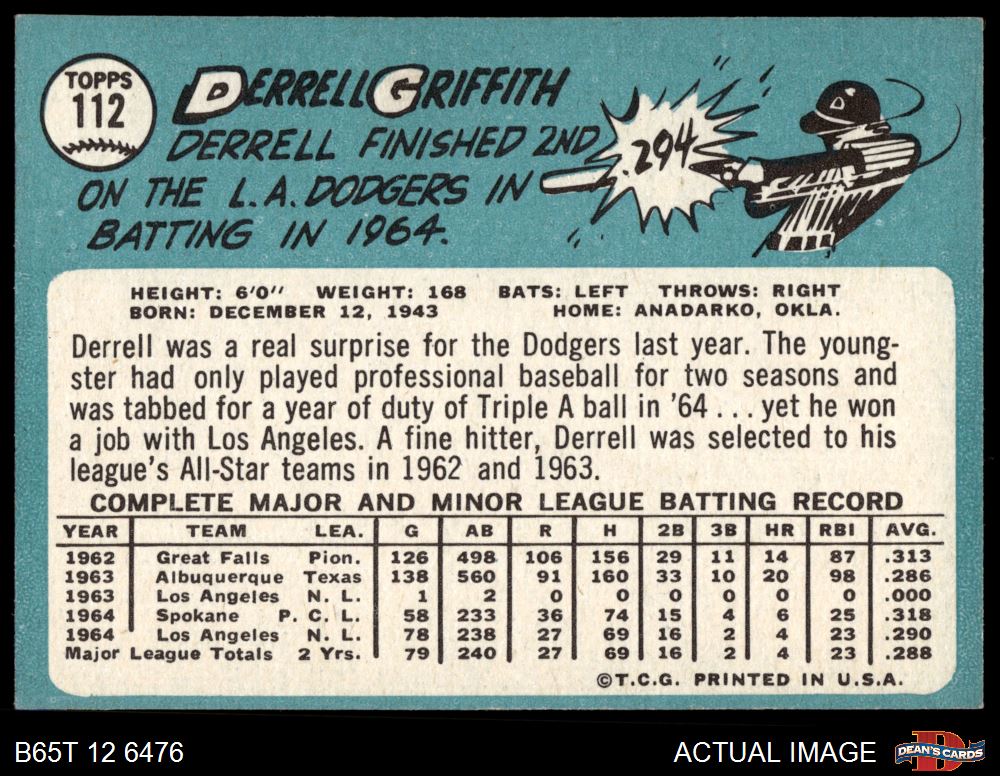 TOPPS
112
DERRELL GRIFFITH
DERRELL FINISHED 2ND
.294
ON THE L.A. DODGERS IN
BATTING IN 1964.
D
HEIGHT: 6'0" WEIGHT: 168 BATS: LEFT THROWS: RIGHT
BORN: DECEMBER 12, 1943 HOME: ANADARKO, OKLA.
Derrell was a real surprise for the Dodgers last year. The young-
ster had only played professional baseball for two seasons and
was tabbed for a year of duty of Triple A ball in '64 ... yet he won
a job with Los Angeles. A fine hitter, Derrell was selected to his
league's All-Star teams in 1962 and 1963.
COMPLETE MAJOR AND MINOR LEAGUE BATTING RECORD
YEAR TEAM LEA. G AB R H 2B 3B HR RBI AVG.
1962 Great Falls Pion. 126 498 106 156 29 11 14 87 .313
1963 Albuquerque Texas 138 560 91 160 33 10 20 98 .286
1963 Los Angeles N. L. 1 2 0 0 0 0 0 0 .000
1964 Spokane P. C. L. 58 233 36 74 15 4 6 25 .318
1964 Los Angeles N. L. 78 238 27 69 16 2 4 23 .290
Major League Totals 2 Yrs. 79 240 27 69 16 2 4 23 .288
©T.C.G. PRINTED IN U.S.A.
B65T 12 6476
ACTUAL IMAGE
DEAN'S CARDS